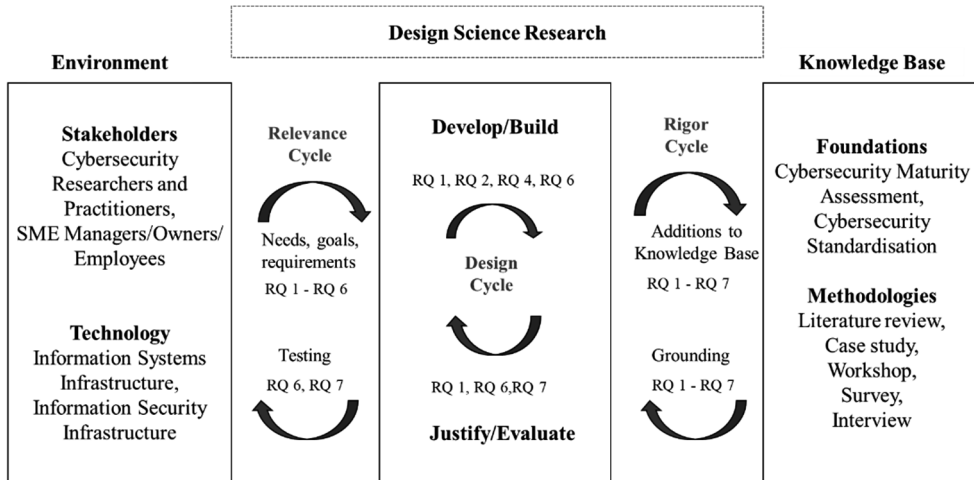 Design Science Research
Environment
Knowledge Base
Stakeholders
Cybersecurity
Researchers and
Practitioners,
SME Managers/Owners/
Employees
Technology
Information Systems
Infrastructure,
Information Security
Infrastructure
Relevance
Cycle
Needs, goals,
requirements
RQ 1 - RQ 6
Testing
RQ 6, RQ 7
Develop/Build
RQ 1, RQ 2, RQ 4, RQ 6
Design
Cycle
RQ 1, RQ 6,RQ 7
Justify/Evaluate
Rigor
Cycle
Additions to
Knowledge Base
RQ 1 - RQ 7
Grounding
RQ 1 - RQ 7
Foundations
Cybersecurity Maturity
Assessment,
Cybersecurity
Standardisation
Methodologies
Literature review,
Case study,
Workshop,
Survey,
Interview